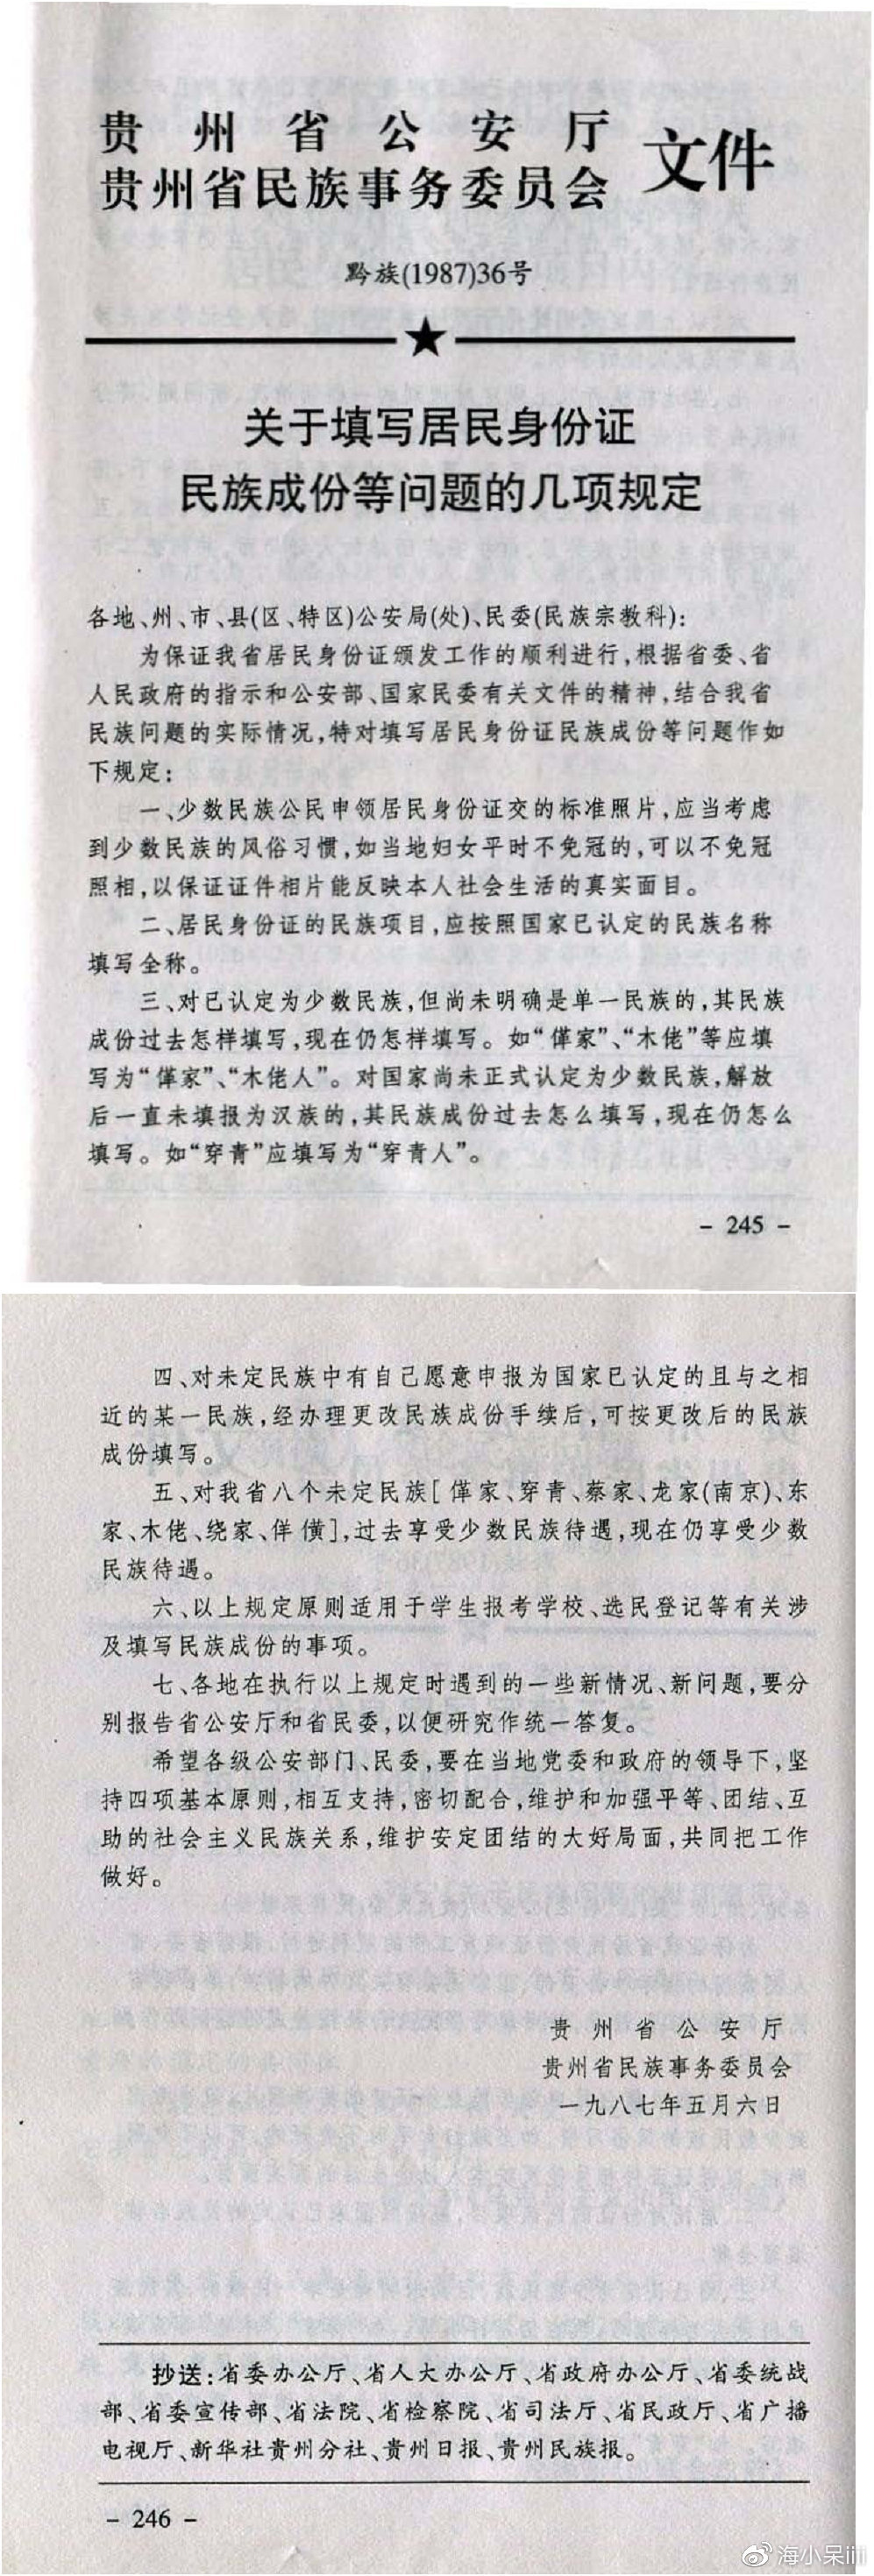 贵州省公安厅
贵州省民族事务委员会
文件
黔族(1987)36号
关于填写居民身份证
民族成份等问题的几项规定
各地、州、市、县(区、特区)公安局(处)、民委(民族宗教科):
为保证我省居民身份证颁发工作的顺利进行,根据省委、省
人民政府的指示和公安部、国家民委有关文件的精神,结合我省
民族问题的实际情况,特对填写居民身份证民族成份等问题作如
下规定:
一、少数民族公民申领居民身份证交的标准照片,应当考虑
到少数民族的风俗习惯,如当地妇女平时不免冠的,可以不免冠
照相,以保证证件相片能反映本人社会生活的真实面目。
二、居民身份证的民族项目,应按照国家已认定的民族名称
填写全称。
三、对已认定为少数民族,但尚未明确是单一民族的,其民族
成份过去怎样填写,现在仍怎样填写。如“僅家”、“木佬”等应填
写为“僅家”、“木佬人”。对国家尚未正式认定为少数民族,解放
后一直未填报为汉族的,其民族成份过去怎么填写,现在仍怎么
填写。如“穿青”应填写为“穿青人”。
- 245 -
四、对未定民族中有自己愿意申报为国家已认定的且与之相
近的某一民族,经办理更改民族成份手续后,可按更改后的民族
成份填写。
五、对我省八个未定民族[僅家、穿青、蔡家、龙家(南京)、东
家、木佬、绕家、佯僙],过去享受少数民族待遇,现在仍享受少数
民族待遇。
六、以上规定原则适用于学生报考学校、选民登记等有关涉
及填写民族成份的事项。
七、各地在执行以上规定时遇到的一些新情况、新问题,要分
别报告省公安厅和省民委,以便研究作统一答复。
希望各级公安部门、民委,要在当地党委和政府的领导下,坚
持四项基本原则,相互支持,密切配合,维护和加强平等、团结、互
助的社会主义民族关系,维护安定团结的大好局面,共同把工作
做好。
贵州省公安厅
贵州省民族事务委员会
一九八七年五月六日
抄送:省委办公厅、省人大办公厅、省政府办公厅、省委统战
部、省委宣传部、省法院、省检察院、省司法厅、省民政厅、省广播
电视厅、新华社贵州分社、贵州日报、贵州民族报。
- 246 -
海小呆iiii